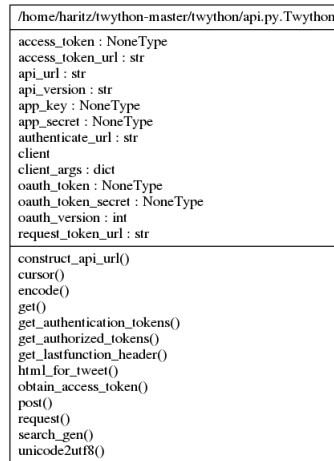 /home/haritz/twython-master/twython/api.py.Twython
access_token : NoneType
access_token_url : str
api_url : str
api_version : str
app_key : NoneType
app_secret : NoneType
authenticate_url : str
client
client_args : dict
oauth_token : NoneType
oauth_token_secret : NoneType
oauth_version : int
request_token_url : str
construct_api_url()
cursor()
encode()
get()
get_authentication_tokens()
get_authorized_tokens()
get_lastfunction_header()
html_for_tweet()
obtain_access_token()
post()
request()
search_gen()
unicode2utf8()